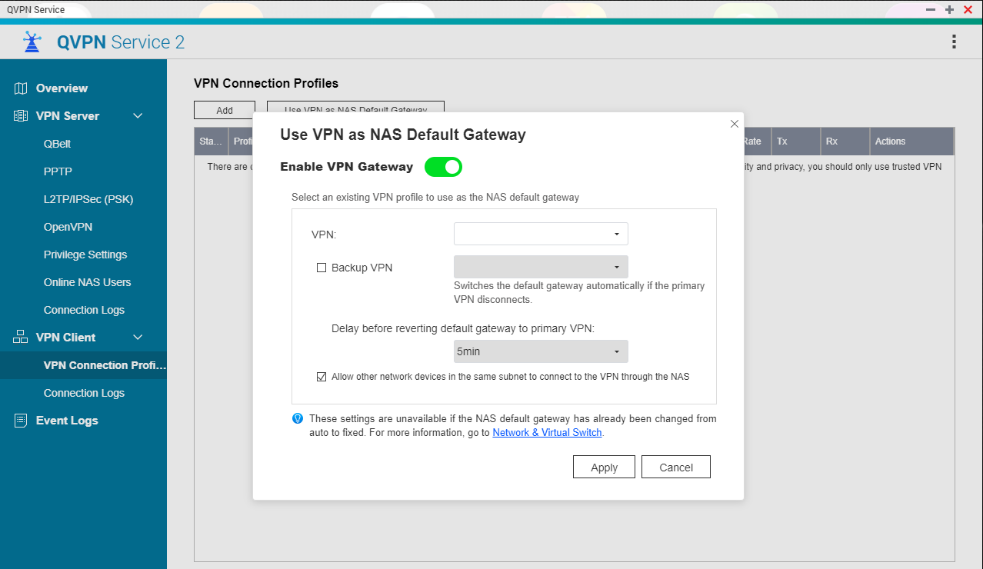 QVPN Service
QVPN Service 2
Overview
VPN Server
QBelt
PPTP
L2TP/IPSec (PSK)
OpenVPN
Privilege Settings
Online NAS Users
Connection Logs
VPN Client
VPN Connection Profi...
Connection Logs
Event Logs
VPN Connection Profiles
Add
Use VPN as NAS Default Gateway
Sta...
Tx
Rx
Actions
There are
and privacy, you should only use trusted VPN
Use VPN as NAS Default Gateway
Enable VPN Gateway
Select an existing VPN profile to use as the NAS default gateway
VPN:
Backup VPN
Switches the default gateway automatically if the primary
VPN disconnects.
Delay before reverting default gateway to primary VPN:
5min
Allow other network devices in the same subnet to connect to the VPN through the NAS
These settings are unavailable if the NAS default gateway has already been changed from
auto to fixed. For more information, go to Network & Virtual Switch.
Apply
Cancel